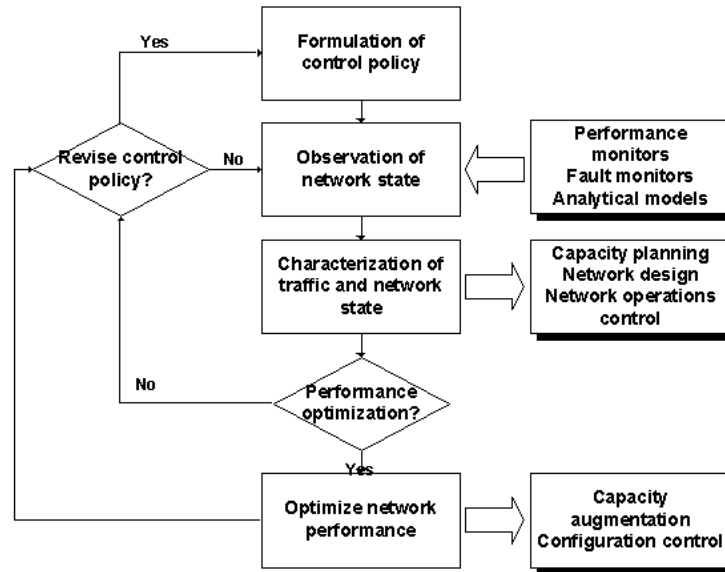 Yes
Formulation of
control policy
Revise control
policy?
No
Observation of
network state
Performance
monitors
Fault monitors
Analytical models
Characterization of
traffic and network
state
Capacity planning
Network design
Network operations
control
No
Performance
optimization?
Yes
Optimize network
performance
Capacity
augmentation
Configuration control